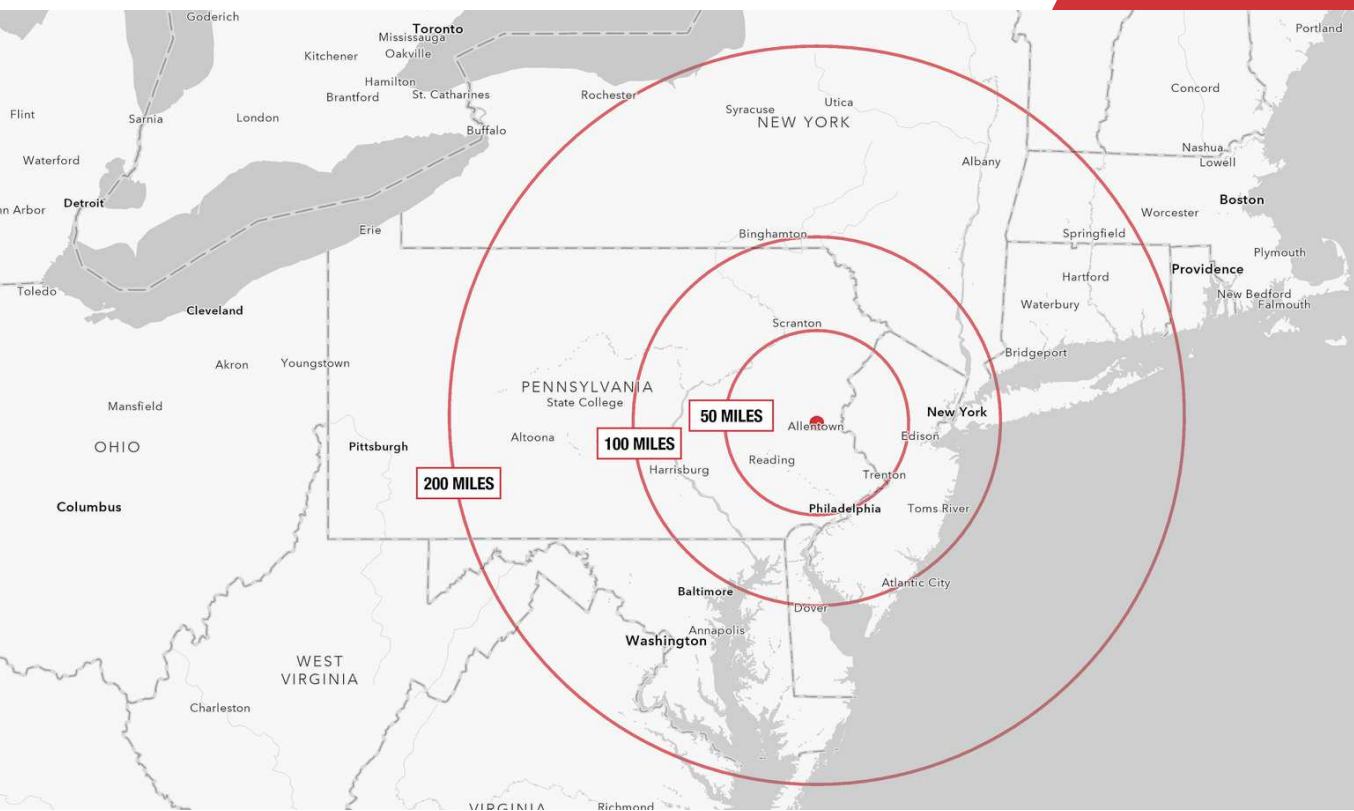 Goderich
Toronto
Mississauga
Oakville
Kitchener
Hamilton
Brantford
St. Catharines
Rochester
Syracuse
Utica
NEW YORK
Portland
Concord
Flint
Sarnia
London
Buffalo
Nashua
Lowell
Waterford
Albany
Detroit
nn Arbor
Boston
Worcester
Erie
Binghamton
Springfield
Plymouth
Providence
Hartford
Toledo
New Bedford
Falmouth
Waterbury
Cleveland
Scranton
Bridgeport
Akron
Youngstown
PENNSYLVANIA
State College
Mansfield
50 MILES
New York
Allentown
Edison
OHIO
Pittsburgh
Altoona
100 MILES
Harrisburg
Reading
Trenton
200 MILES
Columbus
Philadelphia
Toms River
Baltimore
Atlantic City
Dover
Annapolis
Washington
WEST
VIRGINIA
Charleston
VIRGINIA
Richmond